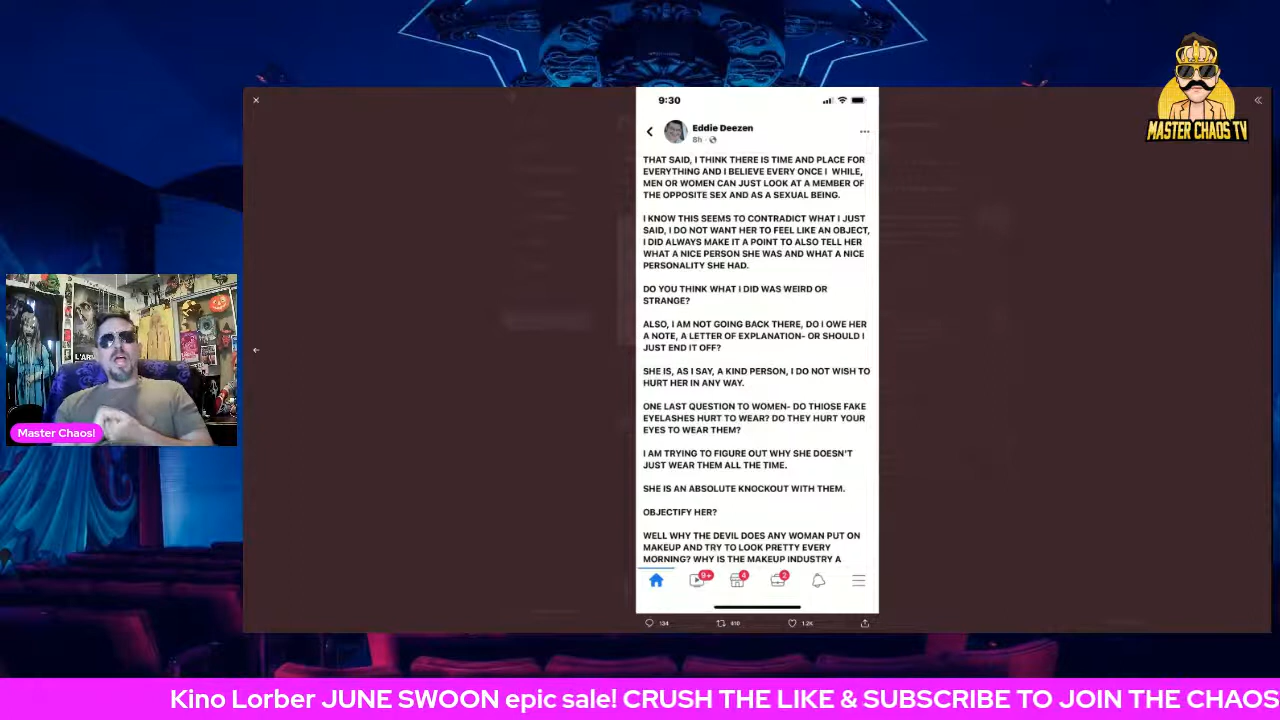 MASTER CHAOS TV
9:30
Eddie Deezen
8h
THAT SAID, I THINK THERE IS TIME AND PLACE FOR
EVERYTHING AND I BELIEVE EVERY ONCE I WHILE,
MEN OR WOMEN CAN JUST LOOK AT A MEMBER OF
THE OPPOSITE SEX AND AS A SEXUAL BEING.
I KNOW THIS SEEMS TO CONTRADICT WHAT I JUST
SAID, I DO NOT WANT HER TO FEEL LIKE AN OBJECT,
I DID ALWAYS MAKE IT A POINT TO ALSO TELL HER
WHAT A NICE PERSON SHE WAS AND WHAT A NICE
PERSONALITY SHE HAD.
DO YOU THINK WHAT I DID WAS WEIRD OR
STRANGE?
ALSO, I AM NOT GOING BACK THERE, DO I OWE HER
A NOTE, A LETTER OF EXPLANATION- OR SHOULD I
JUST END IT OFF?
SHE IS, AS I SAY, A KIND PERSON, I DO NOT WISH TO
HURT HER IN ANY WAY.
ONE LAST QUESTION TO WOMEN- DO THIOSE FAKE
EYELASHES HURT TO WEAR? DO THEY HURT YOUR
EYES TO WEAR THEM?
I AM TRYING TO FIGURE OUT WHY SHE DOESN'T
JUST WEAR THEM ALL THE TIME.
SHE IS AN ABSOLUTE KNOCKOUT WITH THEM.
OBJECTIFY HER?
WELL WHY THE DEVIL DOES ANY WOMAN PUT ON
MAKEUP AND TRY TO LOOK PRETTY EVERY
MORNING? WHY IS THE MAKEUP INDUSTRY A
9+ 4 2
134 410 1.2K
Master Chaos!
Kino Lorber JUNE SWOON epic sale! CRUSH THE LIKE & SUBSCRIBE TO JOIN THE CHAOS